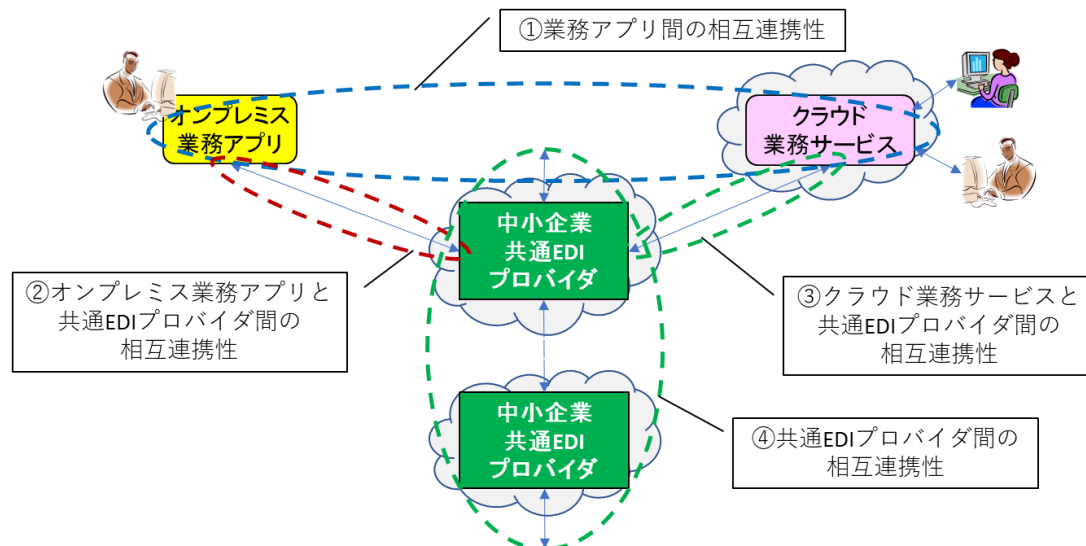 ①業務アプリ間の相互連携性
オンプレミス
業務アプリ
クラウド
業務サービス
中小企業
共通EDI
プロバイダ
②オンプレミス業務アプリと
共通EDIプロバイダ間の
相互連携性
③クラウド業務サービスと
共通EDIプロバイダ間の
相互連携性
中小企業
共通EDI
プロバイダ
④共通EDIプロバイダ間の
相互連携性